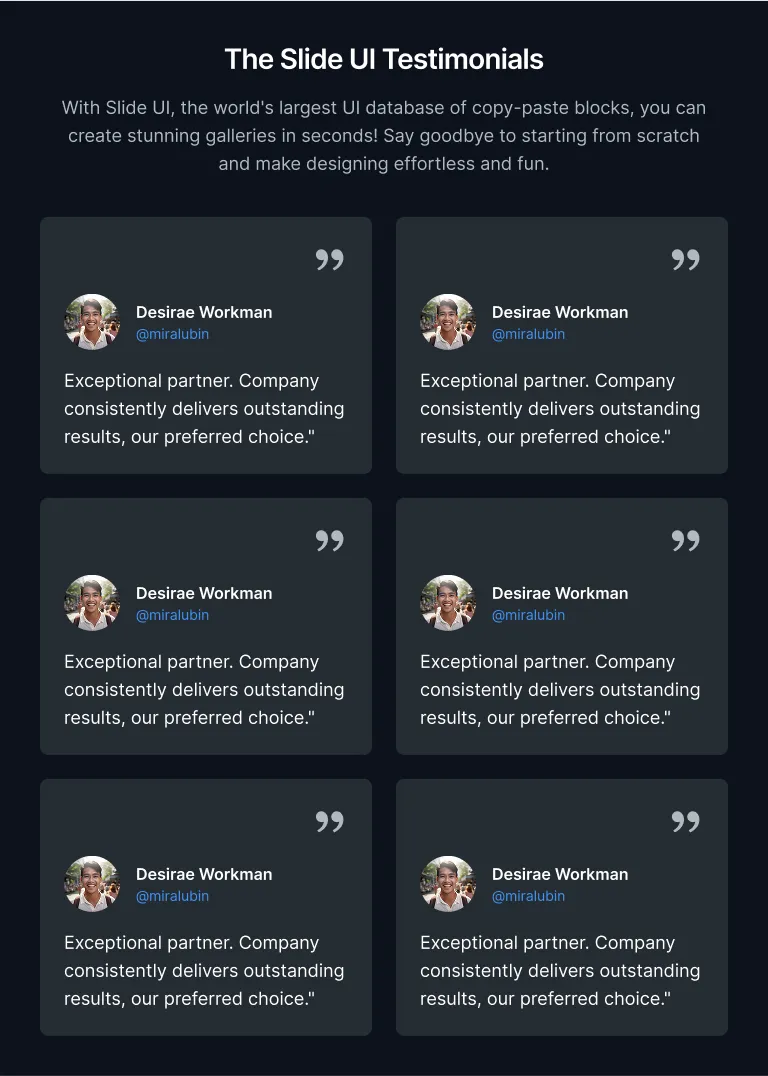 The Slide UI Testimonials
With Slide UI, the world's largest UI database of copy-paste blocks, you can
create stunning galleries in seconds! Say goodbye to starting from scratch
and make designing effortless and fun.
”
Desirae Workman
@miralubin
Exceptional partner. Company
consistently delivers outstanding
results, our preferred choice."
”
Desirae Workman
@miralubin
Exceptional partner. Company
consistently delivers outstanding
results, our preferred choice."
”
Desirae Workman
@miralubin
Exceptional partner. Company
consistently delivers outstanding
results, our preferred choice."
”
Desirae Workman
@miralubin
Exceptional partner. Company
consistently delivers outstanding
results, our preferred choice."
”
Desirae Workman
@miralubin
Exceptional partner. Company
consistently delivers outstanding
results, our preferred choice."
”
Desirae Workman
@miralubin
Exceptional partner. Company
consistently delivers outstanding
results, our preferred choice."